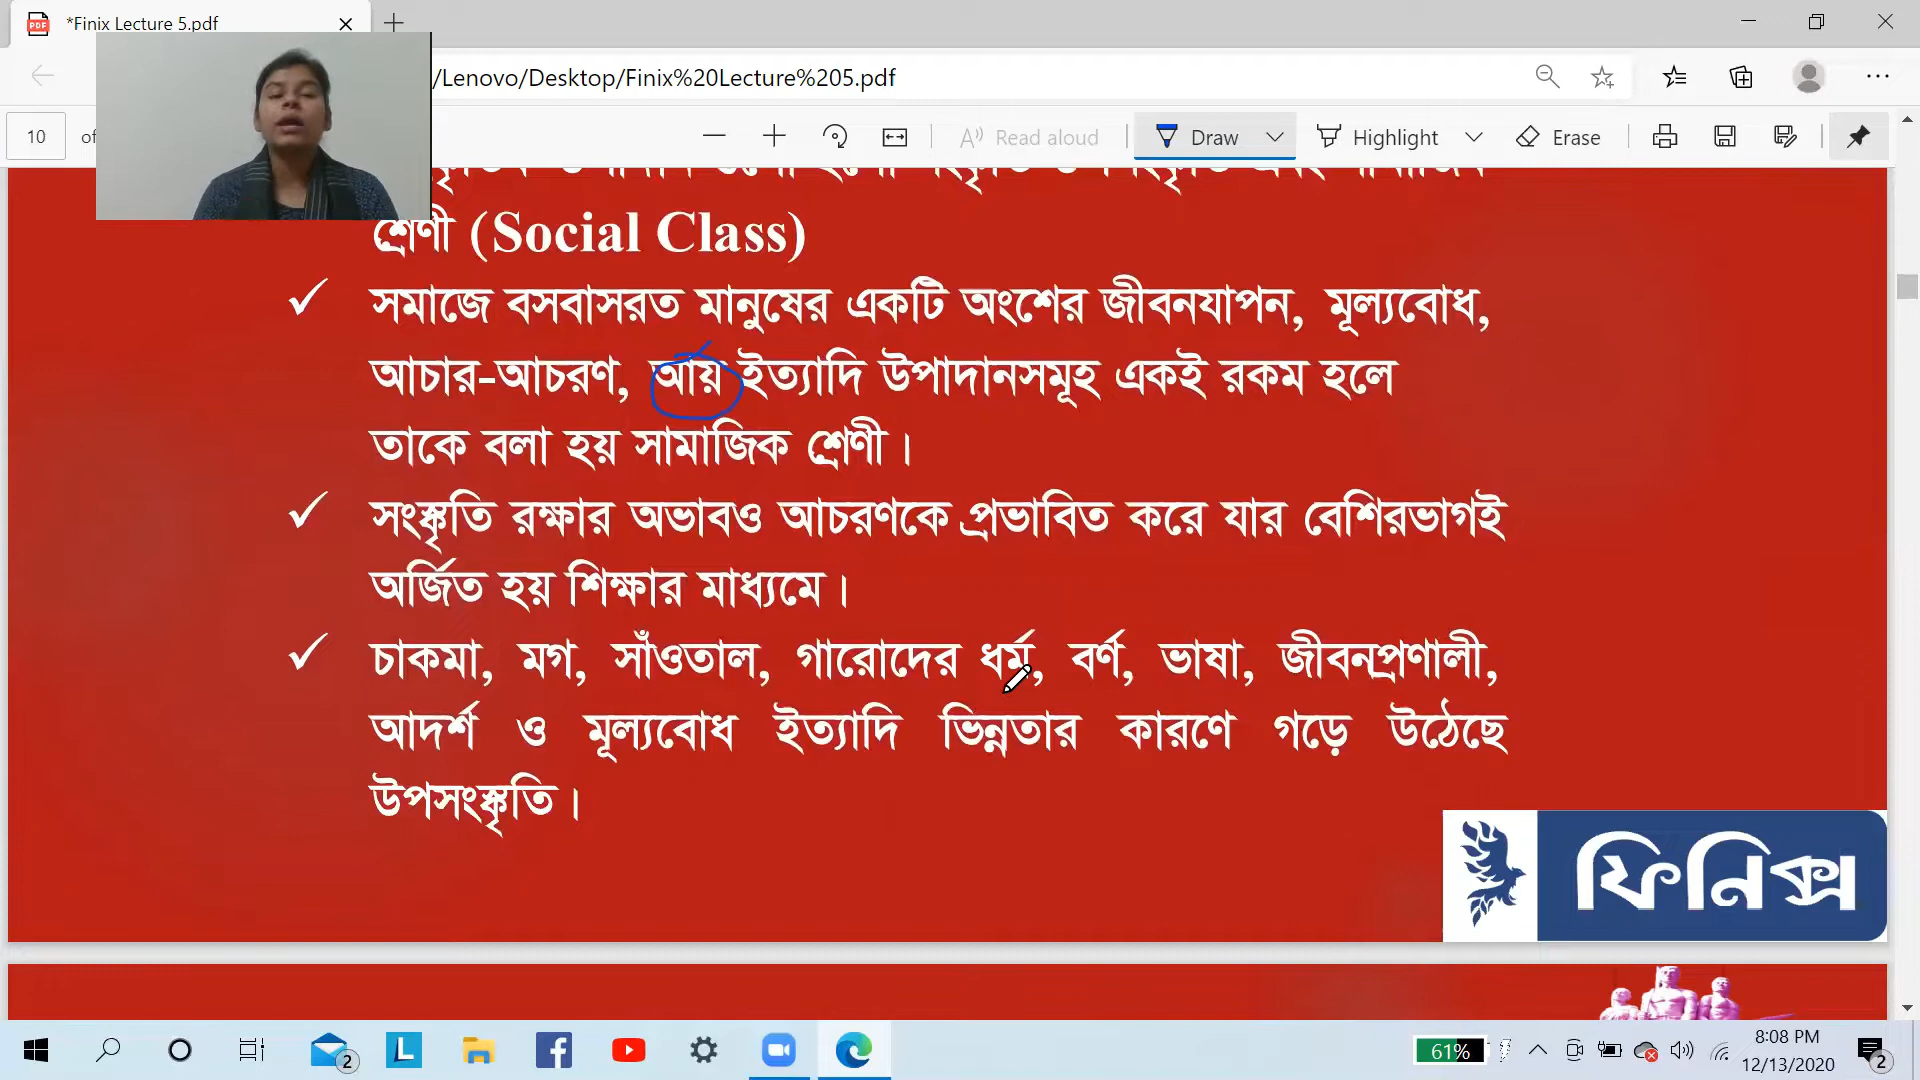 *Finix Lecture 5.pdf
/Lenovo/Desktop/Finix%20Lecture%205.pdf
10 of
Read aloud
Draw
Highlight
Erase
শ্রেণী (Social Class)
✓ সমাজে বসবাসরত মানুষের একটি অংশের জীবনযাপন, মূল্যবোধ,
আচার-আচরণ, আয় ইত্যাদি উপাদানসমূহ একই রকম হলে
তাকে বলা হয় সামাজিক শ্রেণী।
✓ সংস্কৃতি রক্ষার অভাবও আচরণকে প্রভাবিত করে যার বেশিরভাগই
অর্জিত হয় শিক্ষার মাধ্যমে।
✓ চাকমা, মগ, সাঁওতাল, গারোদের ধর্ম, বর্ণ, ভাষা, জীবনপ্রণালী,
আদর্শ ও মূল্যবোধ ইত্যাদি ভিন্নতার কারণে গড়ে উঠেছে
উপসংস্কৃতি।
ফিনিক্স
2
L
61%
8:08 PM
12/13/2020
2